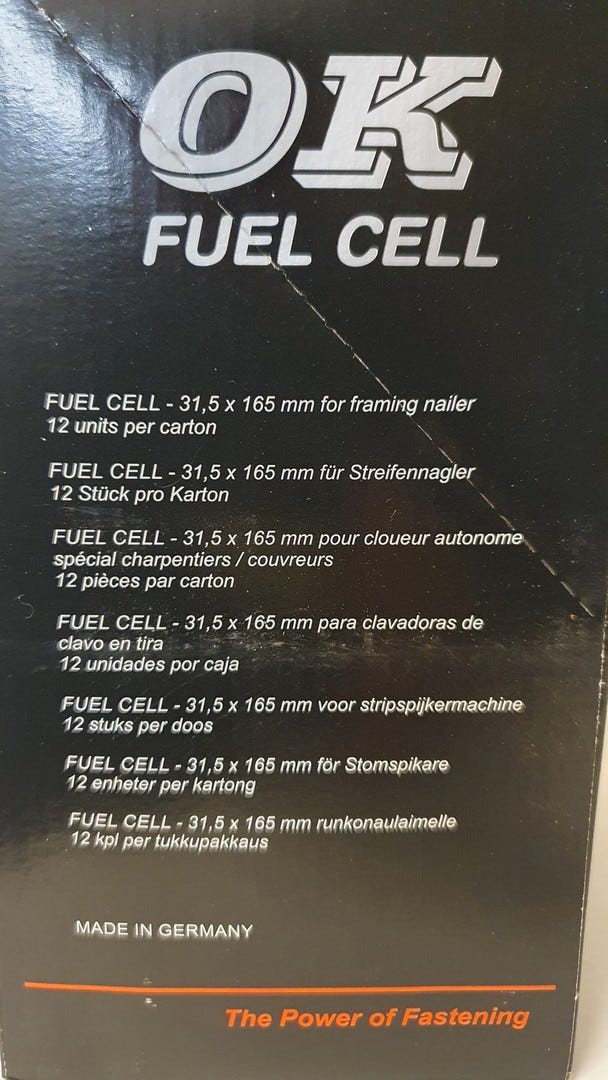 OK
FUEL CELL
FUEL CELL - 31,5 x 165 mm for framing nailer
12 units per carton
FUEL CELL - 31,5 x 165 mm für Streifennagler
12 Stück pro Karton
FUEL CELL - 31,5 x 165 mm pour cloueur autonome
spécial charpentiers / couvreurs
12 pièces par carton
FUEL CELL - 31,5 x 165 mm para clavadoras de
clavo en tira
12 unidades por caja
FUEL CELL - 31,5 x 165 mm voor stripspijkermachine
12 stuks per doos
FUEL CELL - 31,5 x 165 mm för Stomspikare
12 enheter per kartong
FUEL CELL - 31,5 x 165 mm runkonaulaimelle
12 kpl per tukkupakkaus
MADE IN GERMANY
The Power of Fastening